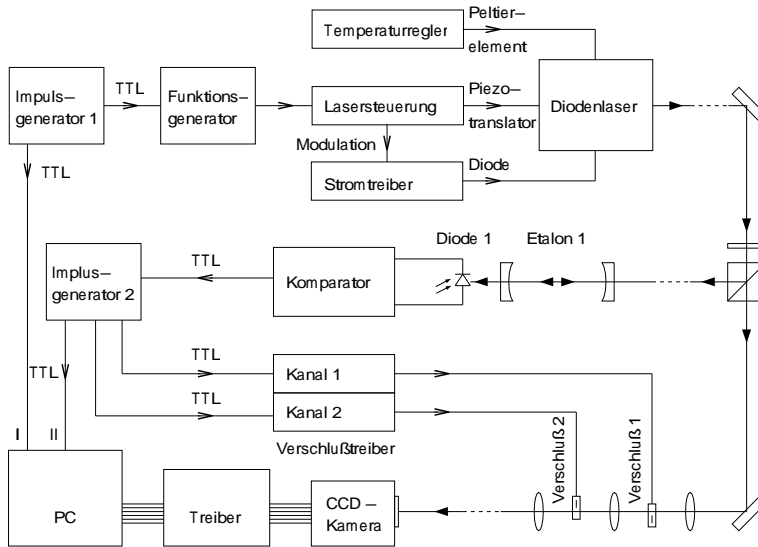 Temperaturregler
Peltier–
element
Impuls–
generator 1
TTL
Funktions–
generator
Lasersteuerung
Piezo–
translator
Diodenlaser
Modulation
TTL
Stromtreiber
Diode
Implus–
generator 2
TTL
Komparator
Diode 1
Etalon 1
TTL
TTL
Kanal 1
TTL
Kanal 2
Verschlußtreiber
Verschluß 2
Verschluß 1
I
II
PC
Treiber
CCD –
Kamera